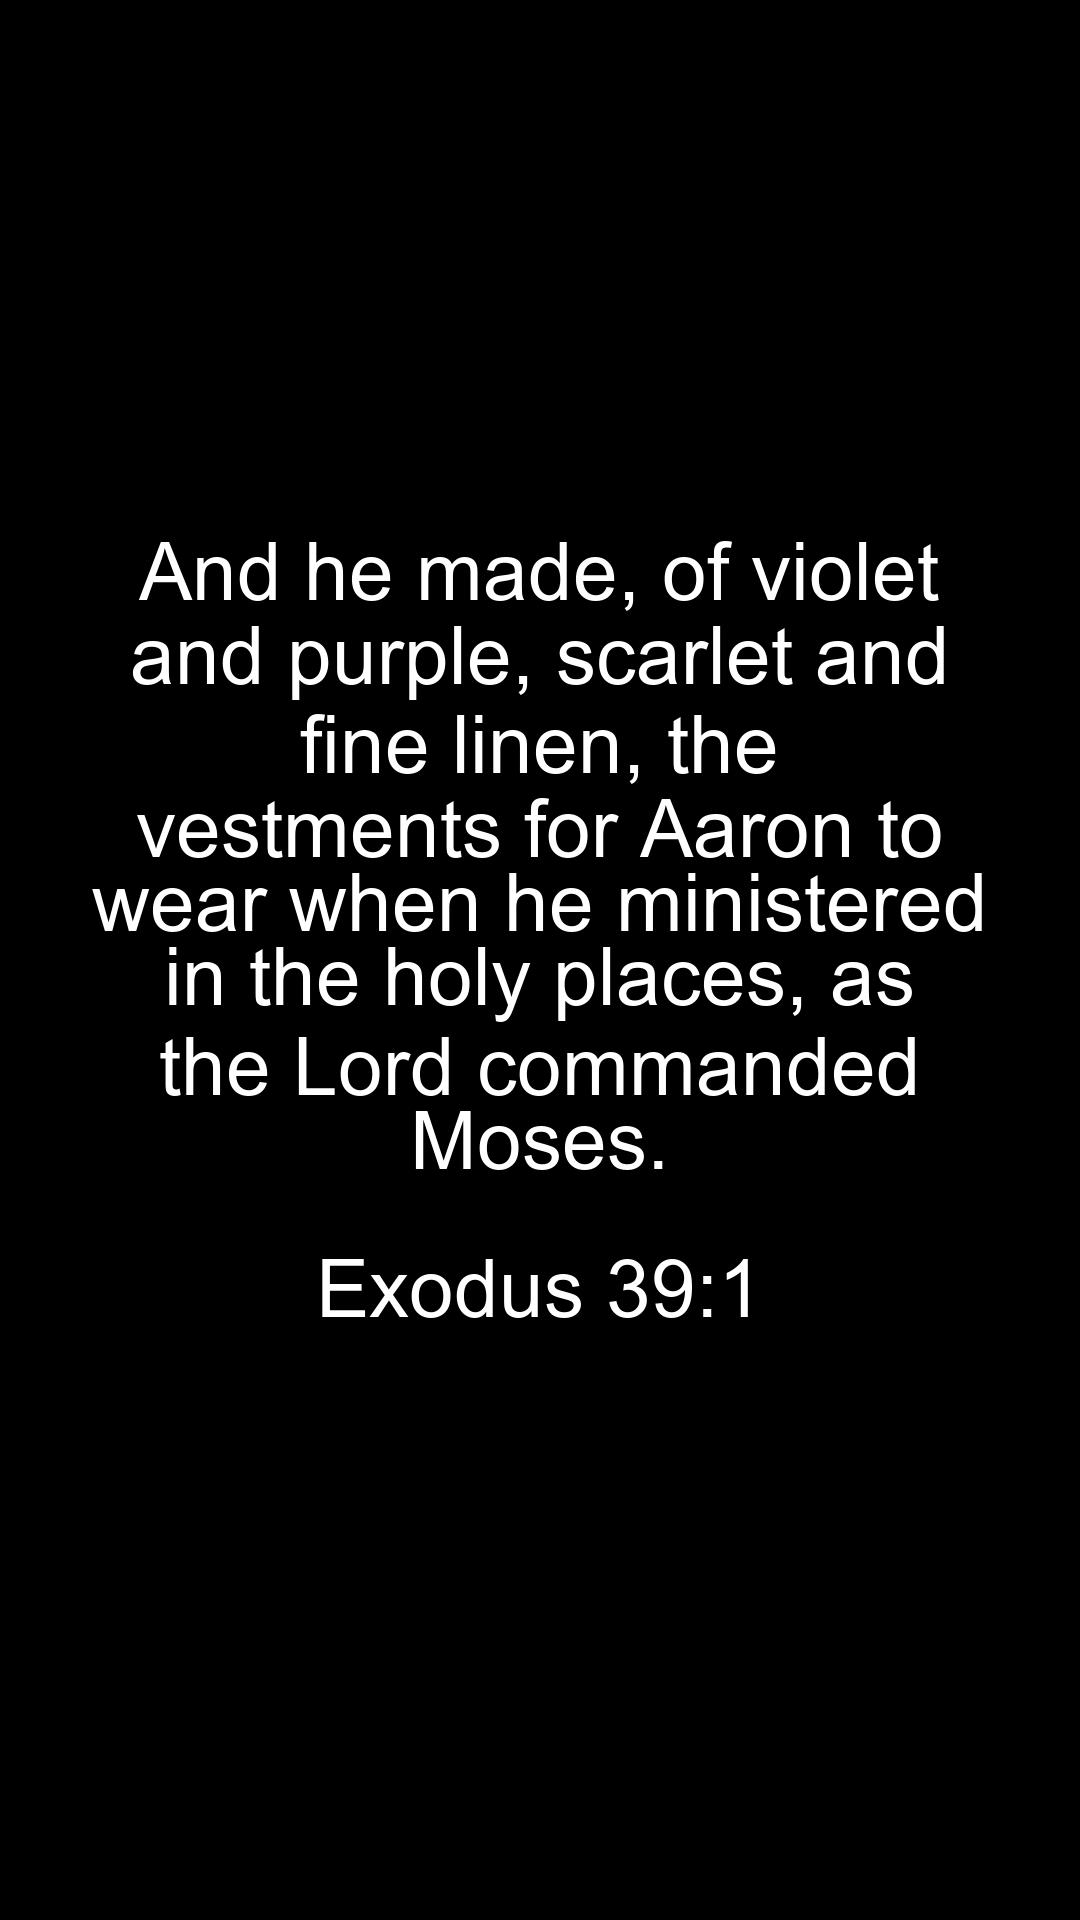 And he made, of violet
and purple, scarlet and
fine linen, the
vestments for Aaron to
wear when he ministered
in the holy places, as
the Lord commanded
Moses.
Exodus 39:1